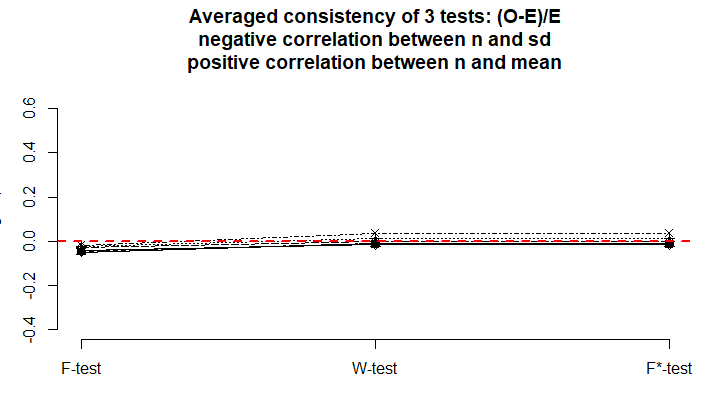 Averaged consistency of 3 tests: (O-E)/E
negative correlation between n and sd
positive correlation between n and mean
0.6
0.4
0.2
0.0
-0.2
-0.4
F-test W-test F*-test